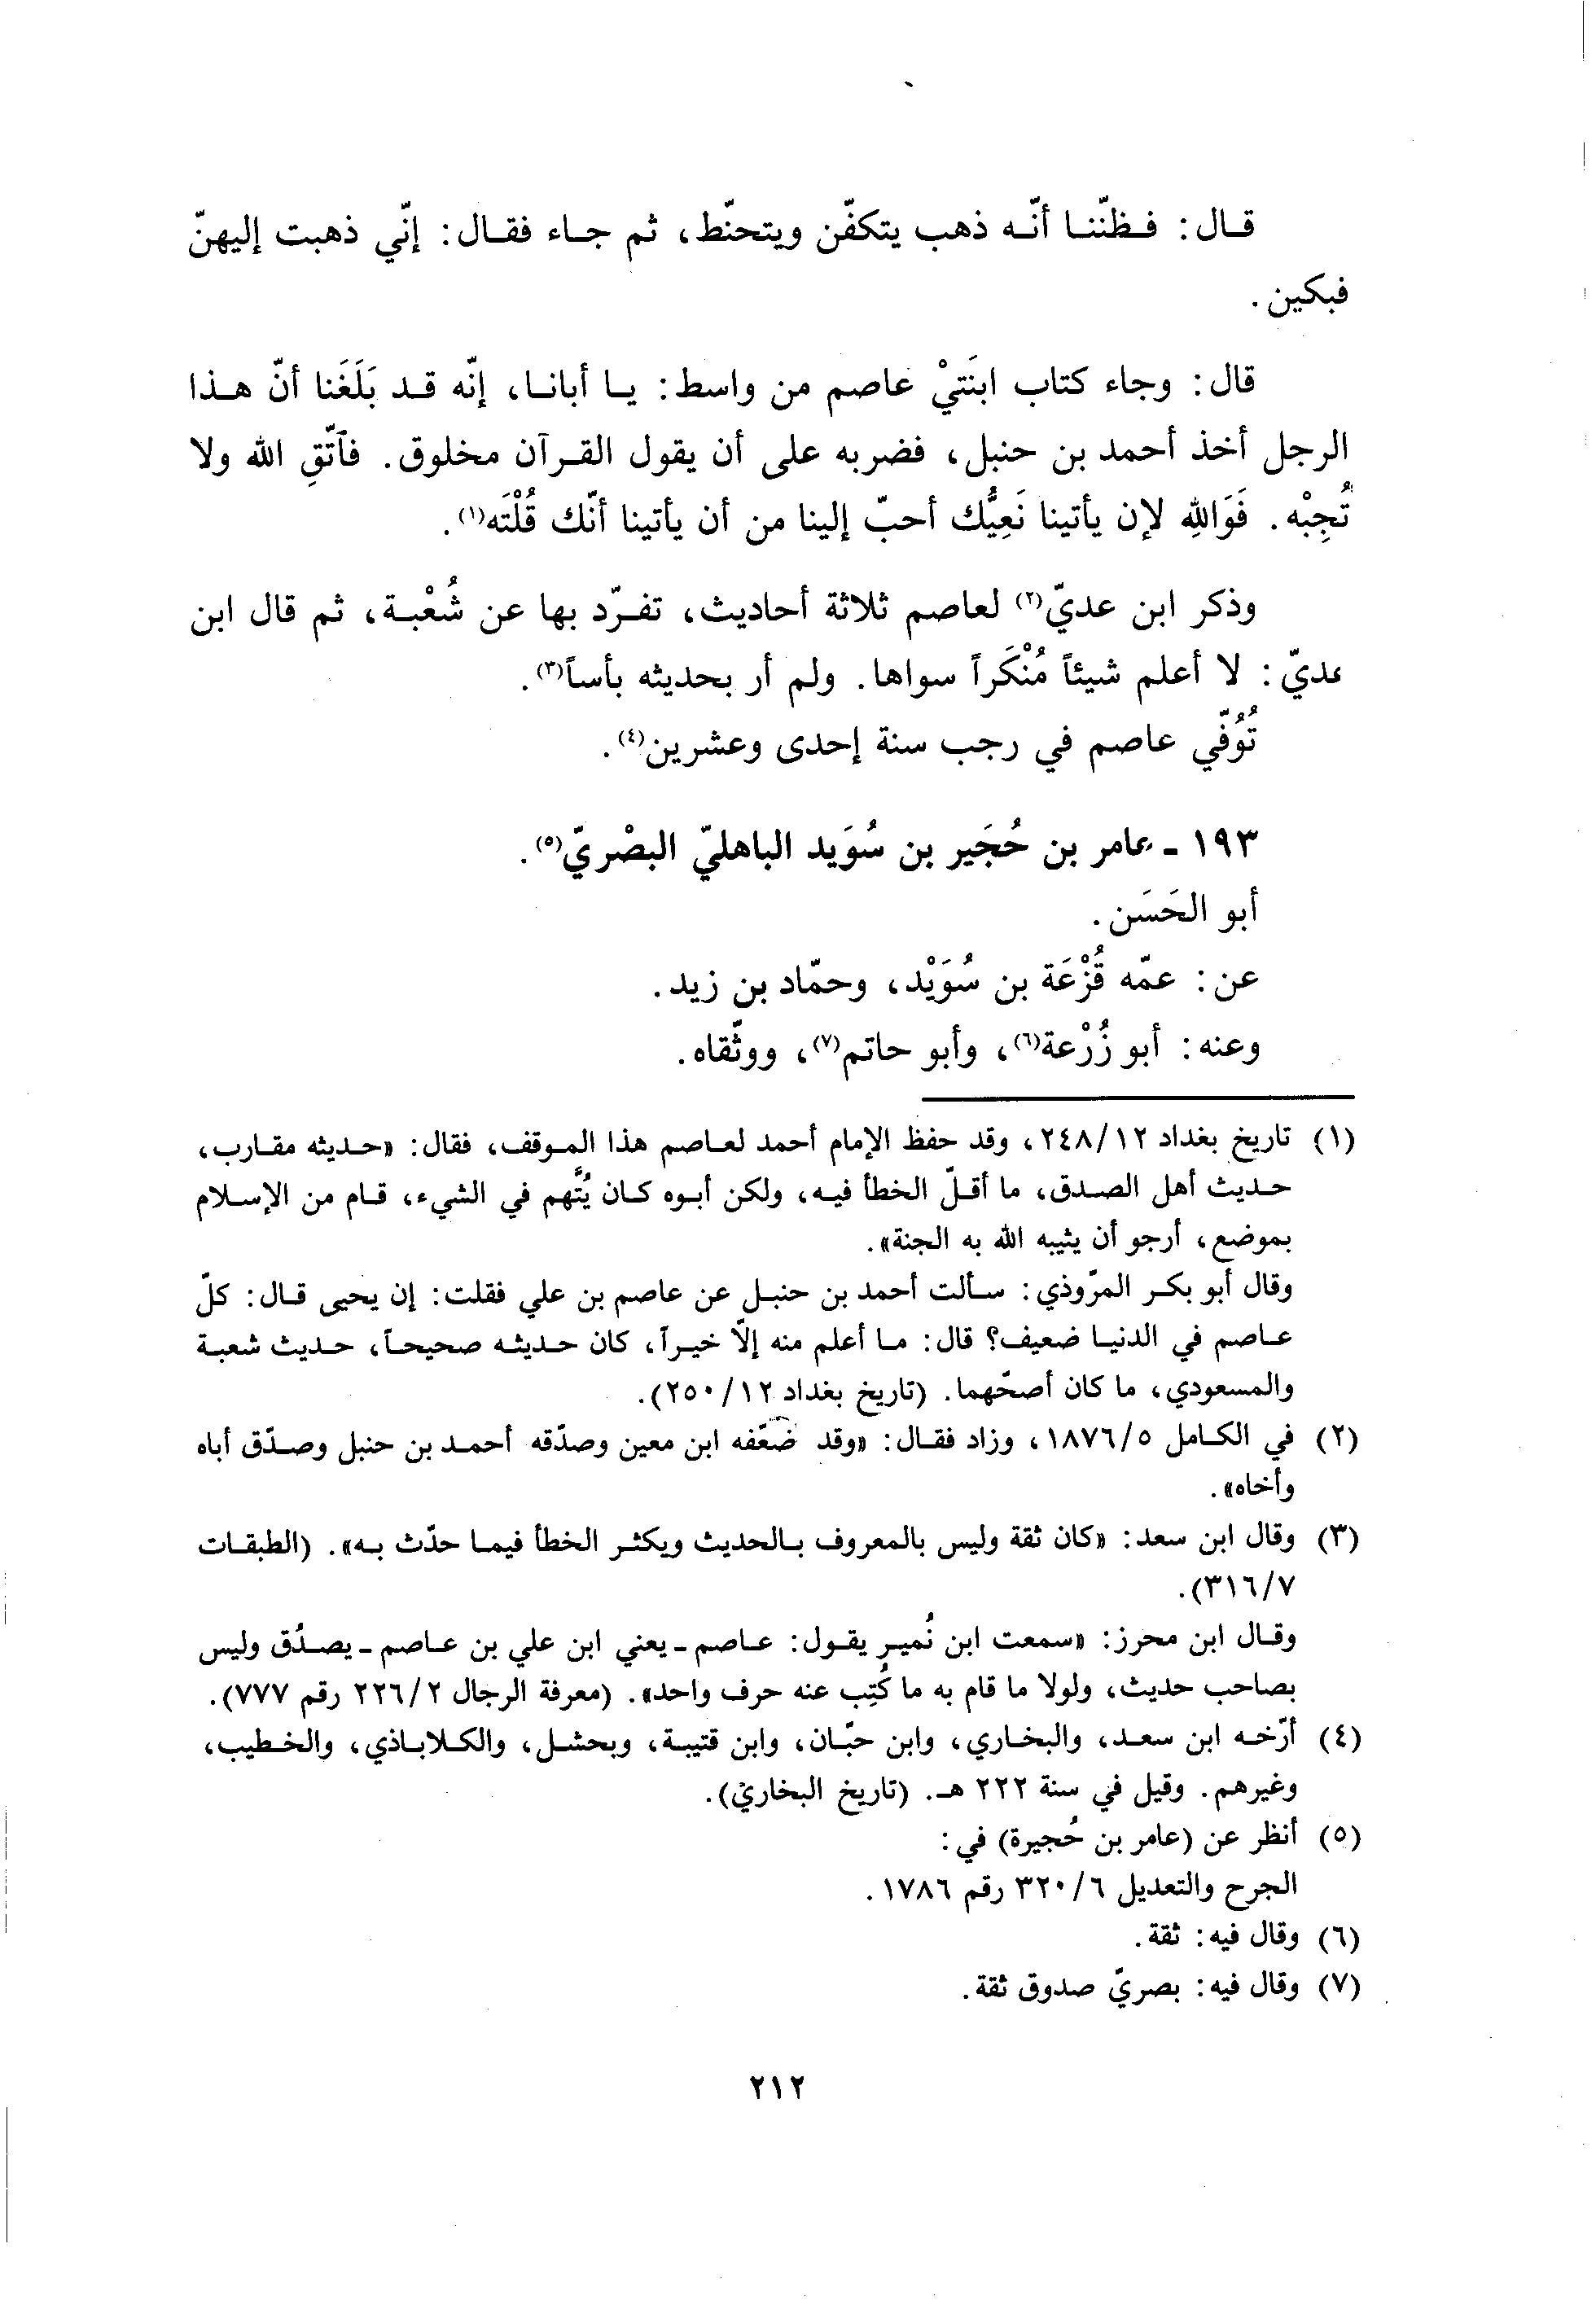 قال: فظنّنا أنّه ذهب يتكفّن ويتحنّط، ثم جاء فقال: إنّي ذهبت إليهنّ
فبكين.
قال: وجاء كتاب ابنَتيْ عاصم من واسط: يا أبانا، إنّه قد بَلَغَنا أنّ هذا
الرجل أخذ أحمد بن حنبل، فضربه على أن يقول القرآن مخلوق. فاَتّقِ الله ولا
تُجِبْه. فَوَاللهِ لإن يأتينا نَعِيُّك أحبّ إلينا من أن يأتينا أنّك قُلْتَه(١).
وذكر ابن عديّ(٢) لعاصم ثلاثة أحاديث، تفرّد بها عن شُعْبة، ثم قال ابن
عديّ: لا أعلم شيئاً مُنْكَراً سواها. ولم أر بحديثه بأساً(٣).
تُوُفّي عاصم في رجب سنة إحدى وعشرين(٤).
١٩٣ - عامر بن حُجَير بن سُوَيد الباهليّ البصْريّ(٥).
أبو الحَسَن.
عن: عمّه قُزْعَة بن سُوَيْد، وحمّاد بن زيد.
وعنه: أبو زُرْعة(٦)، وأبو حاتم(٧)، ووثّقاه.
(١) تاريخ بغداد ٢٤٨/١٢، وقد حفظ الإمام أحمد لعاصم هذا الموقف، فقال: «حديثه مقارب،
حديث أهل الصدق، ما أقلّ الخطأ فيه، ولكن أبوه كان يُتَّهم في الشيء، قام من الإسلام
بموضع، أرجو أن يثيبه الله به الجنة».
وقال أبو بكر المرّوذي: سألت أحمد بن حنبل عن عاصم بن علي فقلت: إن يحيى قال: كلّ
عاصم في الدنيا ضعيف؟ قال: ما أعلم منه إلّا خيراً، كان حديثه صحيحاً، حديث شعبة
والمسعودي، ما كان أصحّهما. (تاريخ بغداد ٢٥٠/١٢).
(٢) في الكامل ١٨٧٦/٥، وزاد فقال: «وقد ضعّفه ابن معين وصدّقه أحمد بن حنبل وصدّق أباه
وأخاه».
(٣) وقال ابن سعد: «كان ثقة وليس بالمعروف بالحديث ويكثر الخطأ فيما حدّث به». (الطبقات
٣١٦/٧).
وقال ابن محرز: «سمعت ابن نُمير يقول: عاصم - يعني ابن علي بن عاصم - يصدُق وليس
بصاحب حديث، ولولا ما قام به ما كُتِب عنه حرف واحد». (معرفة الرجال ٢٢٦/٢ رقم ٧٧٧).
(٤) أرّخه ابن سعد، والبخاري، وابن حبّان، وابن قتيبة، وبحشل، والكلاباذي، والخطيب،
وغيرهم. وقيل في سنة ٢٢٢ هـ. (تاريخ البخاريّ).
(٥) أنظر عن (عامر بن حُجيرة) في:
الجرح والتعديل ٣٢٠/٦ رقم ١٧٨٦.
(٦) وقال فيه: ثقة.
(٧) وقال فيه: بصريّ صدوق ثقة.
٢١٢